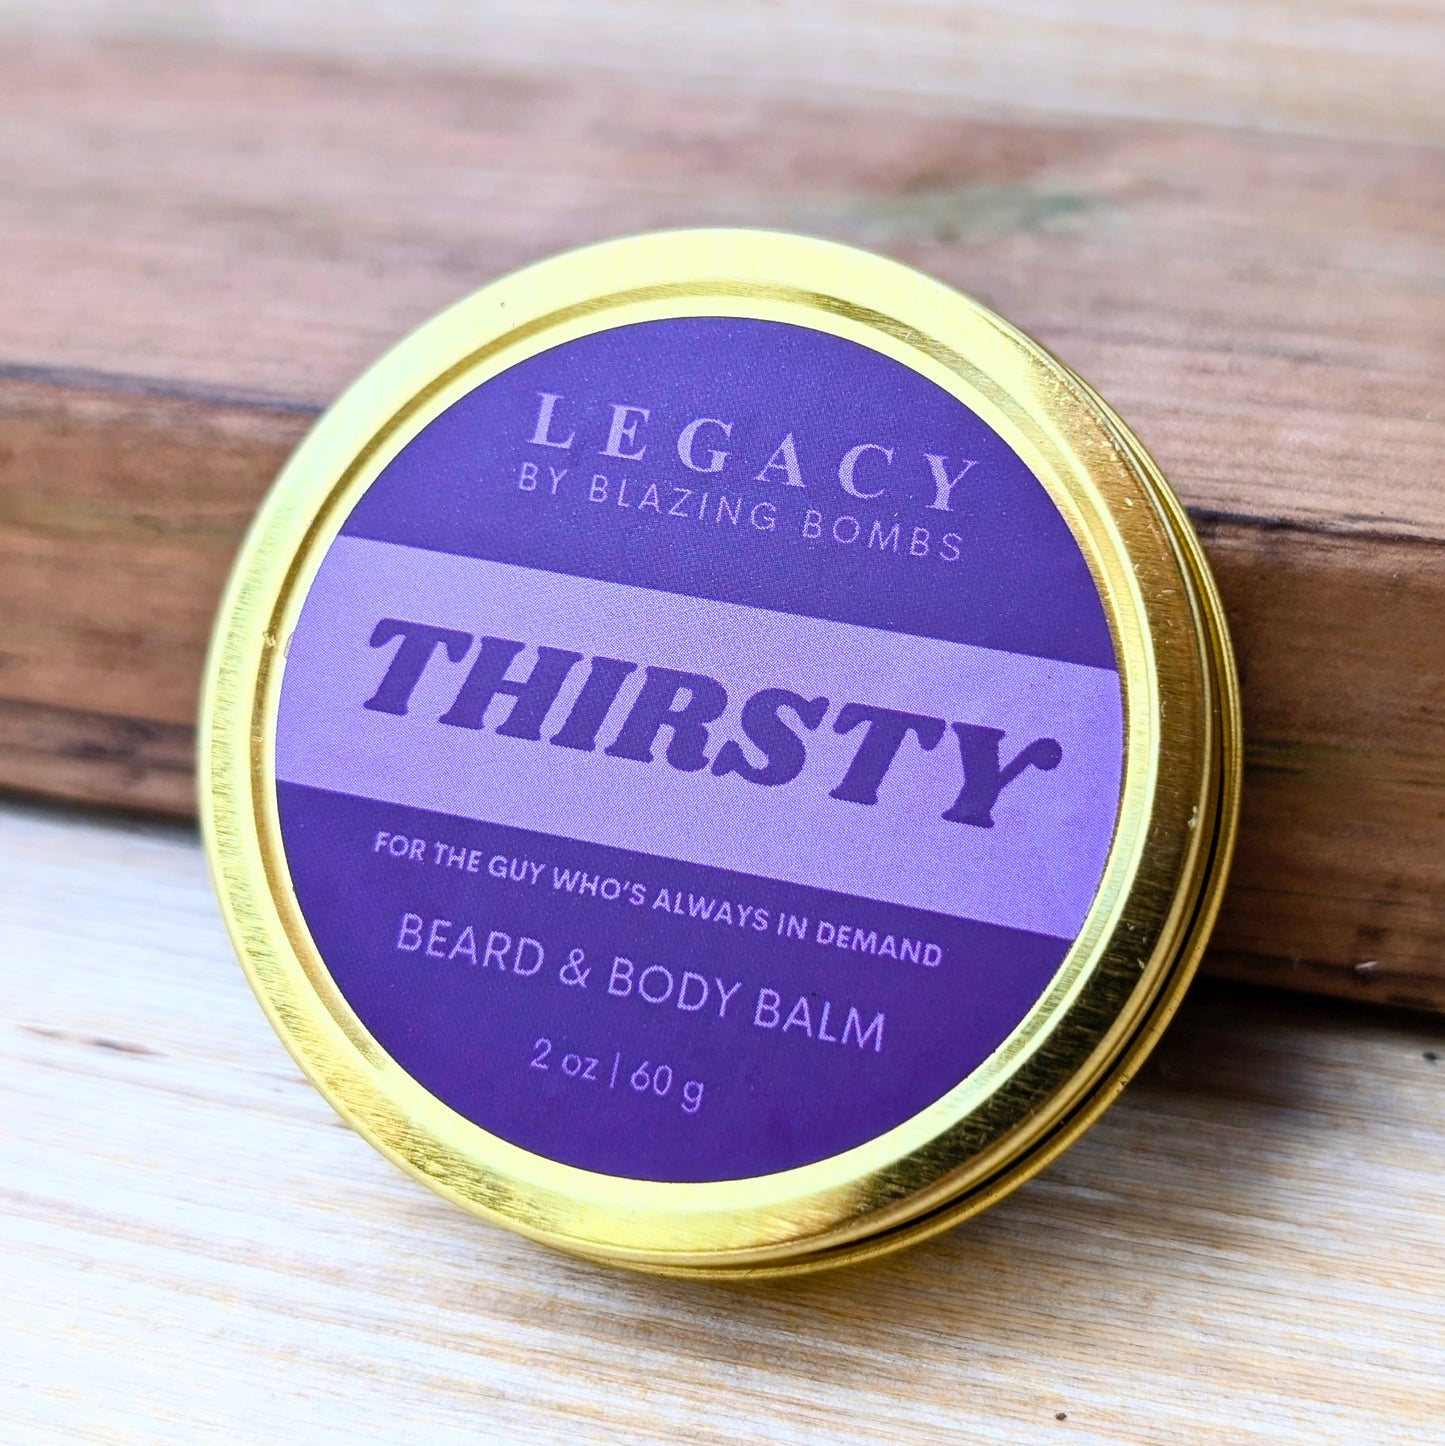 LEGACY
BY BLAZING BOMBS
THIRSTY
FOR THE GUY WHO'S ALWAYS IN DEMAND
BEARD & BODY BALM
2 oz | 60 g